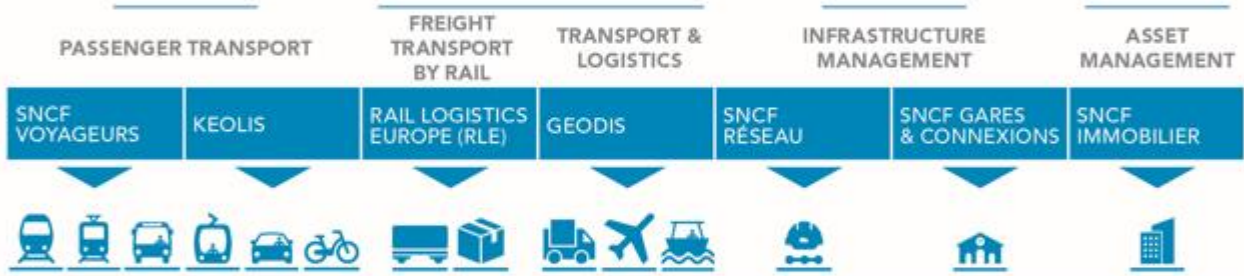 PASSENGER TRANSPORT
FREIGHT
TRANSPORT
BY RAIL
TRANSPORT &
LOGISTICS
INFRASTRUCTURE
MANAGEMENT
ASSET
MANAGEMENT
SNCF
VOYAGEURS
KEOLIS
RAIL LOGISTICS
EUROPE (RLE)
GEODIS
SNCF
RÉSEAU
SNCF GARES
& CONNEXIONS
SNCF
IMMOBILIER